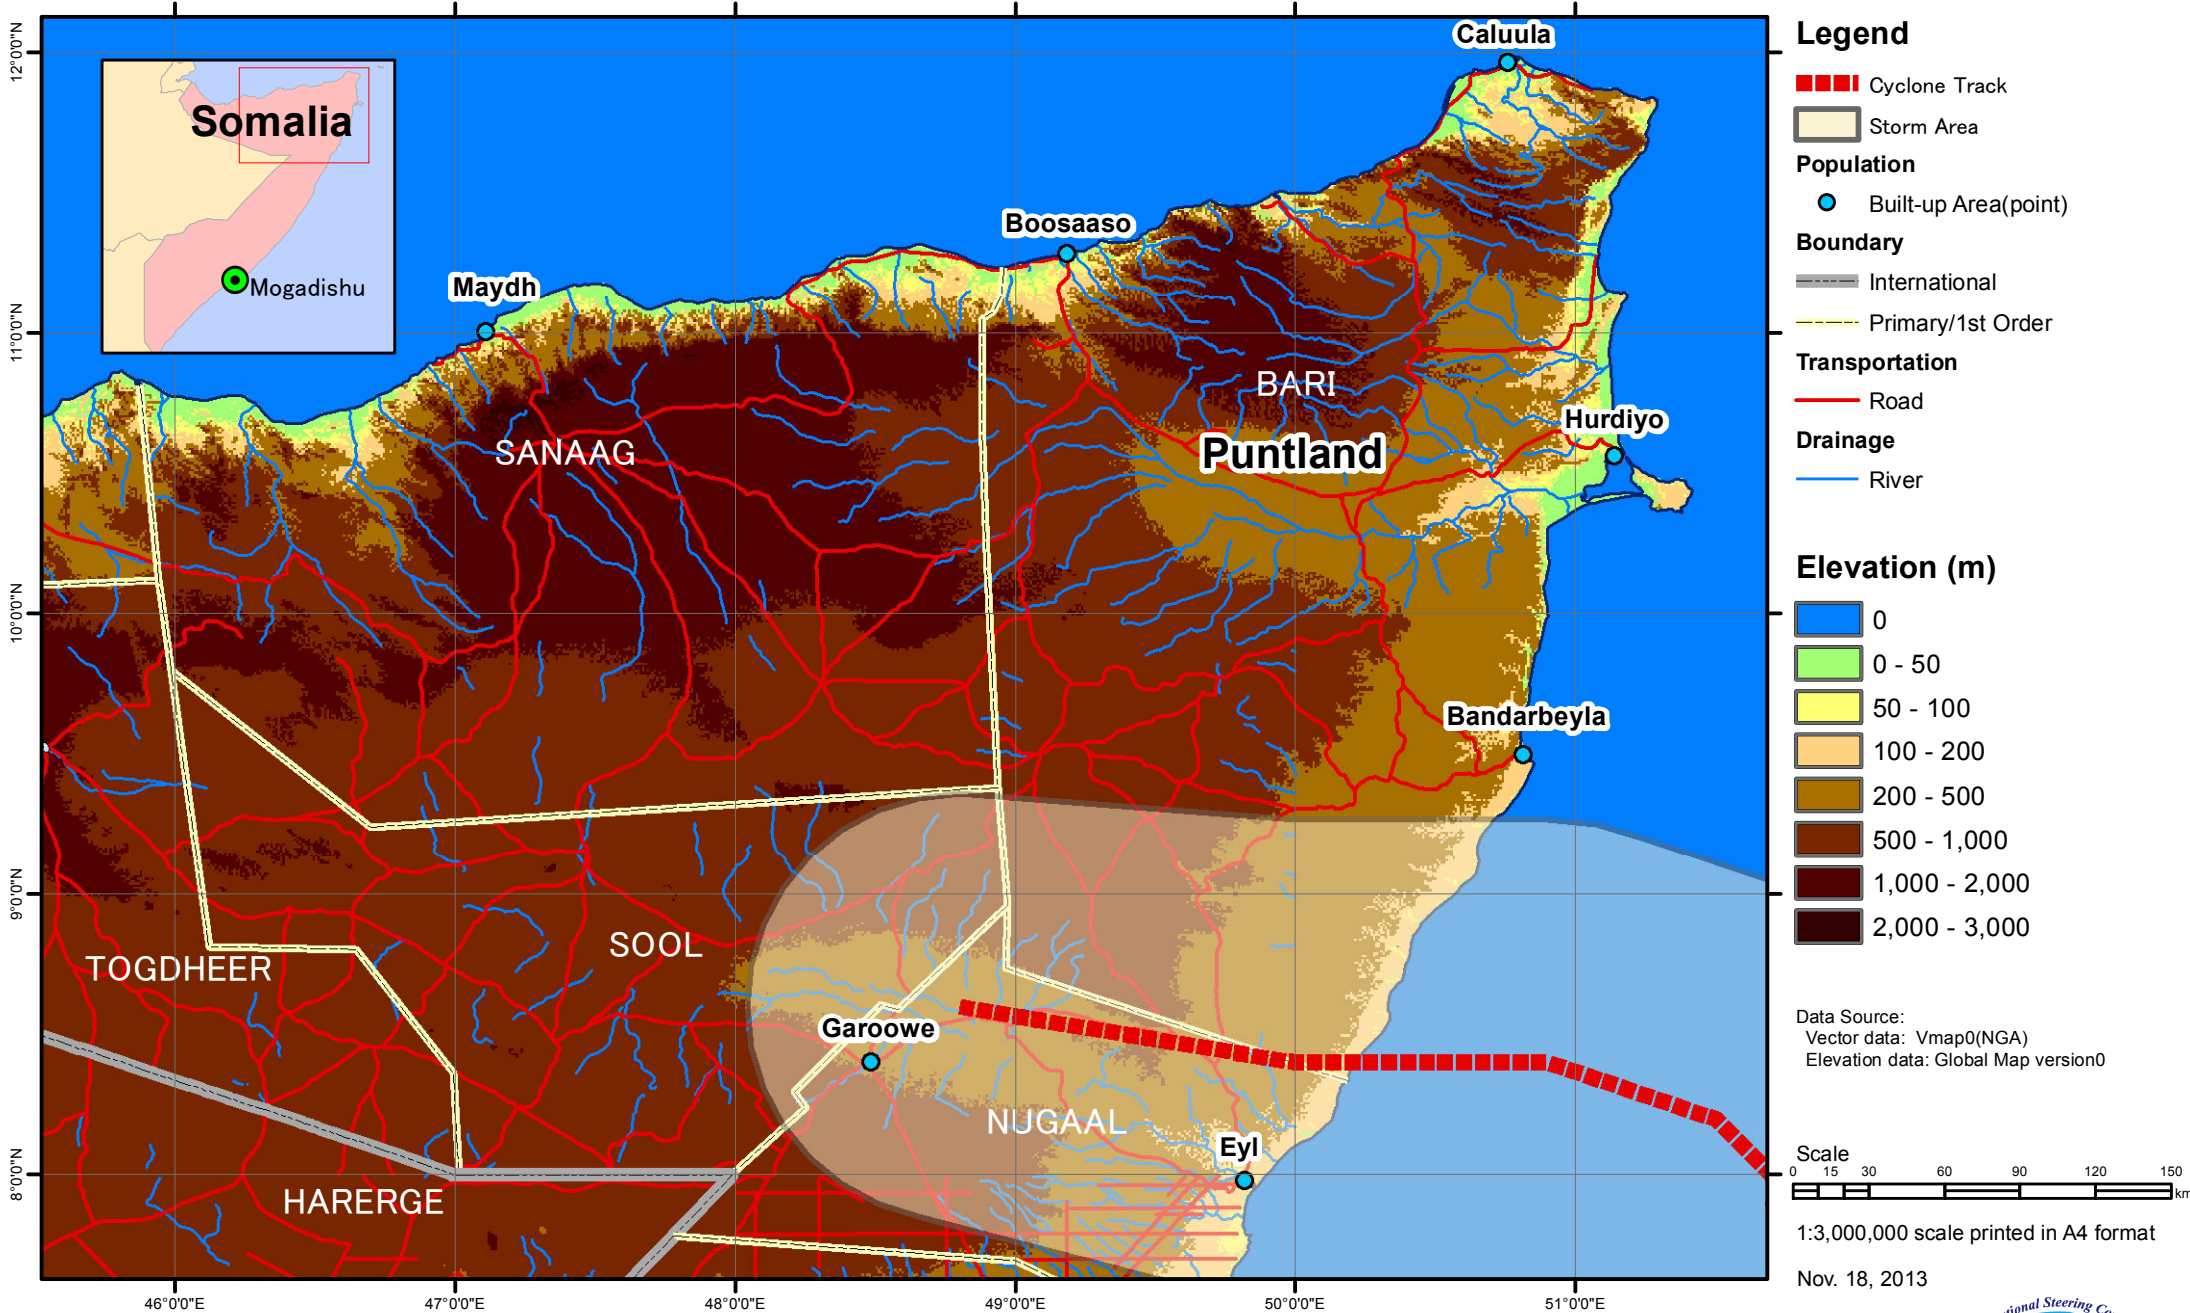 Somalia
Mogadishu
Caluula
Boosaaso
Maydh
BARI
Hurdiyo
SANAAG
Puntland
Bandarbeyla
SOOL
TOGDHEER
Garoowe
NUGAAL
Eyl
HARERGE
12°0'0"N
11°0'0"N
10°0'0"N
9°0'0"N
8°0'0"N
46°0'0"E
47°0'0"E
48°0'0"E
49°0'0"E
50°0'0"E
51°0'0"E
Legend
Cyclone Track
Storm Area
Population
Built-up Area(point)
Boundary
International
Primary/1st Order
Transportation
Road
Drainage
River
Elevation (m)
0
0 - 50
50 - 100
100 - 200
200 - 500
500 - 1,000
1,000 - 2,000
2,000 - 3,000
Data Source:
Vector data: Vmap0(NGA)
Elevation data: Global Map version0
Scale
0 15 30 60 90 120 150
km
1:3,000,000 scale printed in A4 format
Nov. 18, 2013
Steering